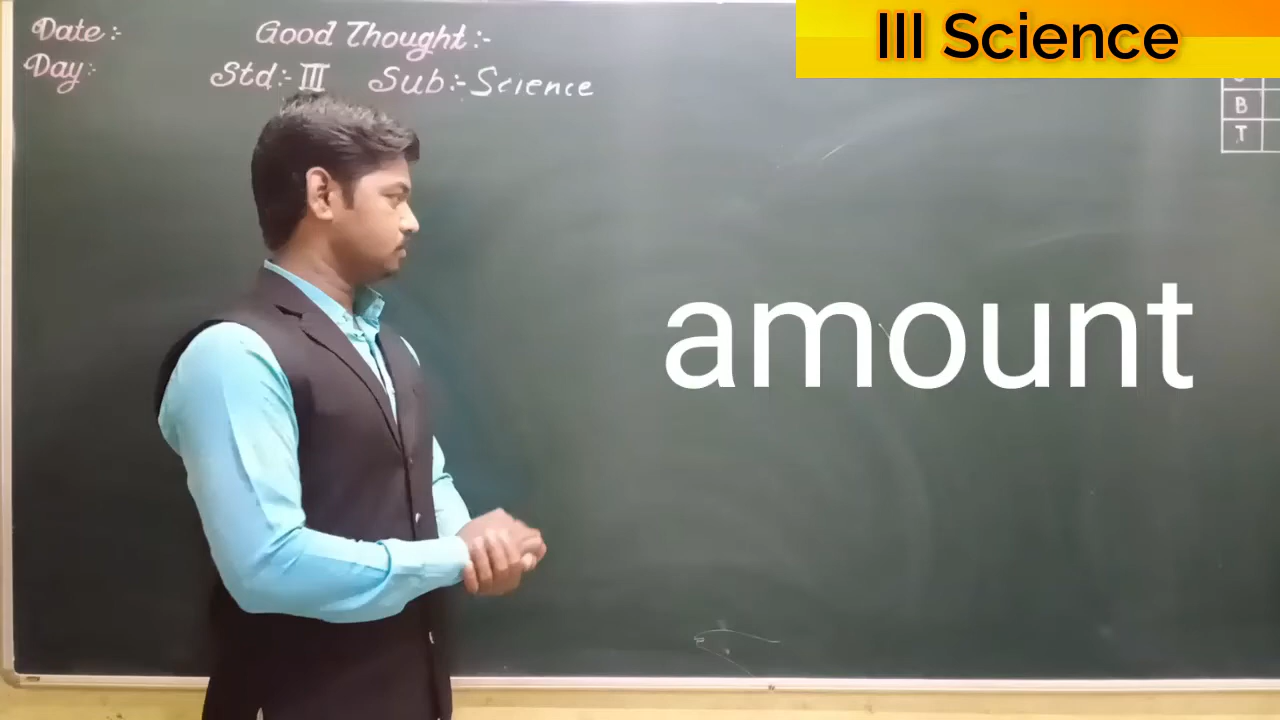 Date:-
Good Thought:-
III Science
Day:-
Std:- III Sub:- Science
B
T
amount